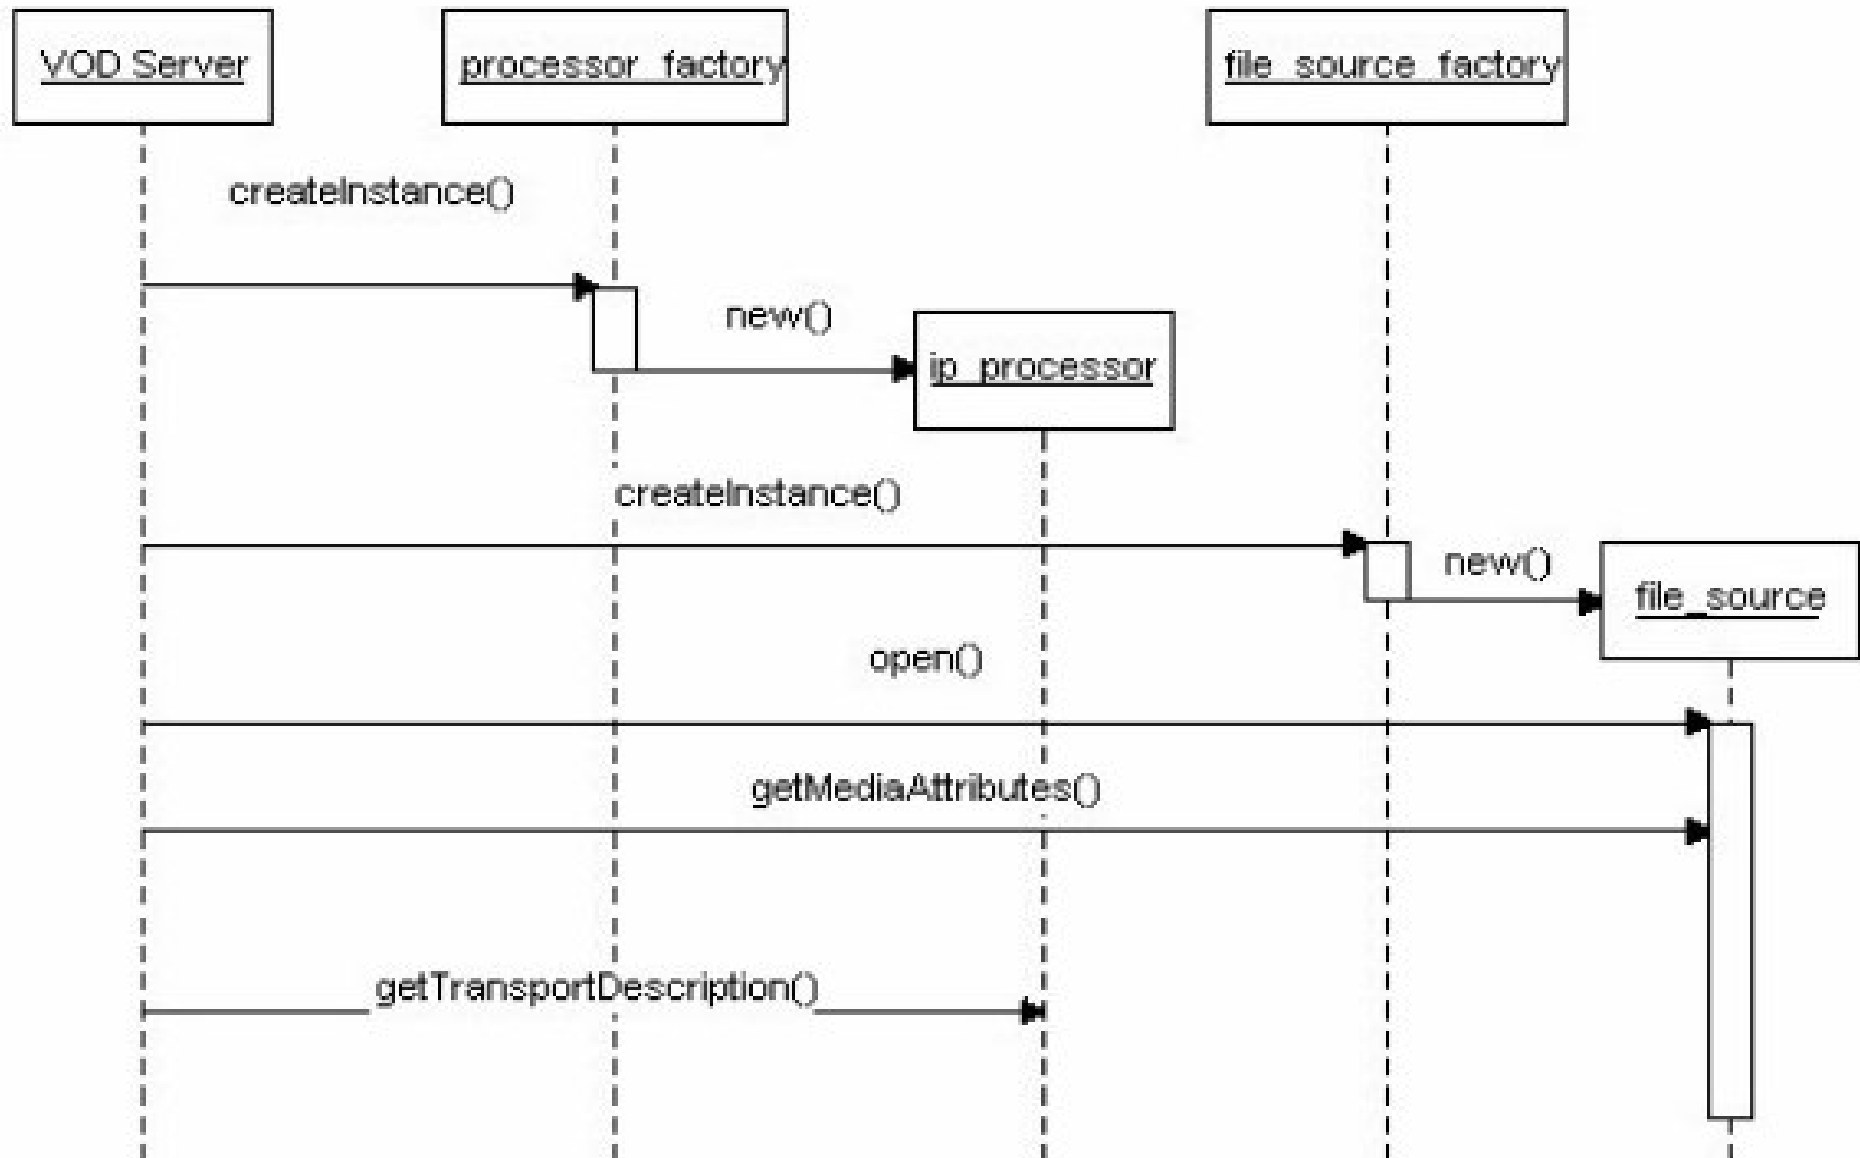 VOD Server
processor_factory
file_source_factory
createInstance()
new()
ip_processor
createInstance()
new()
file_source
open()
getMediaAttributes()
getTransportDescription()